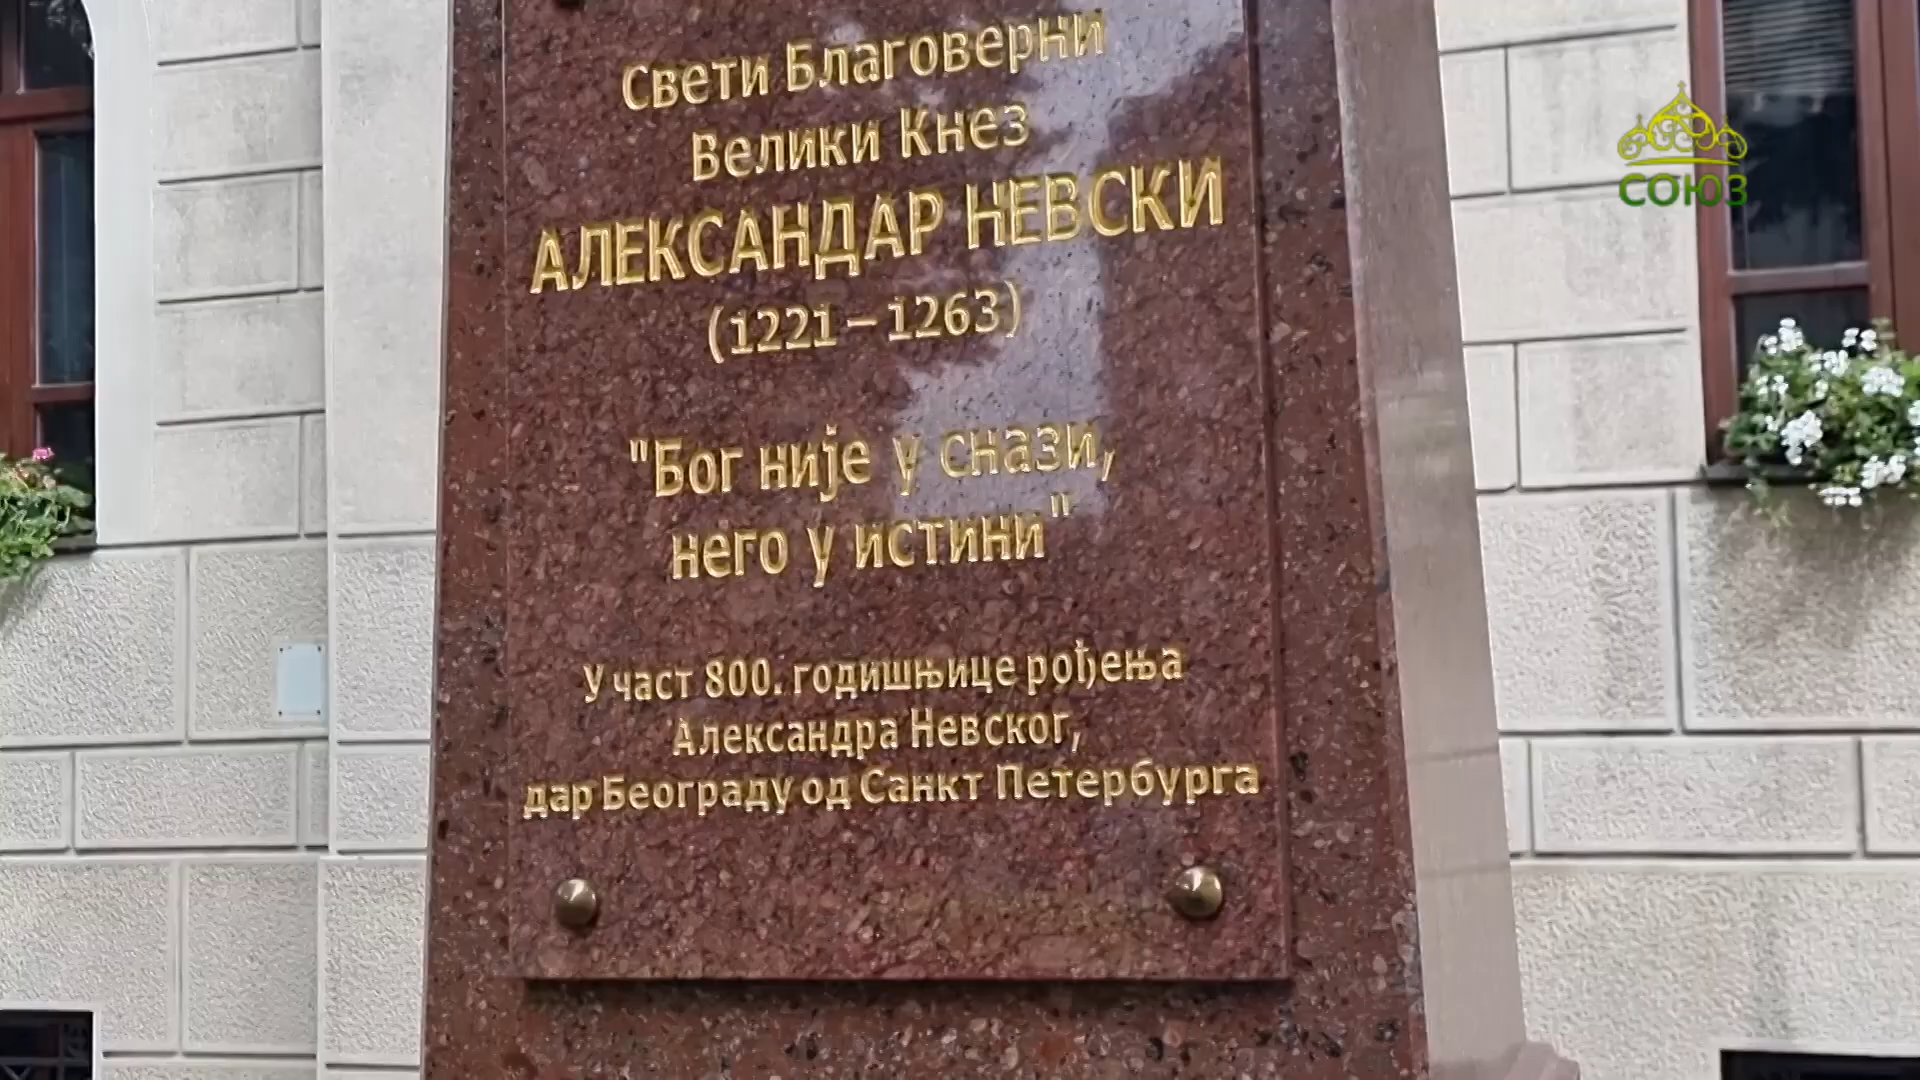 Свети Благоверни
Велики Кнез
АЛЕКСАНДАР НЕВСКИ
(1221 – 1263)
"Бог није у снази,
него у истини"
У част 800. годишњице рођења
Александра Невског,
дар Београду од Санкт Петербурга
СОЮЗ